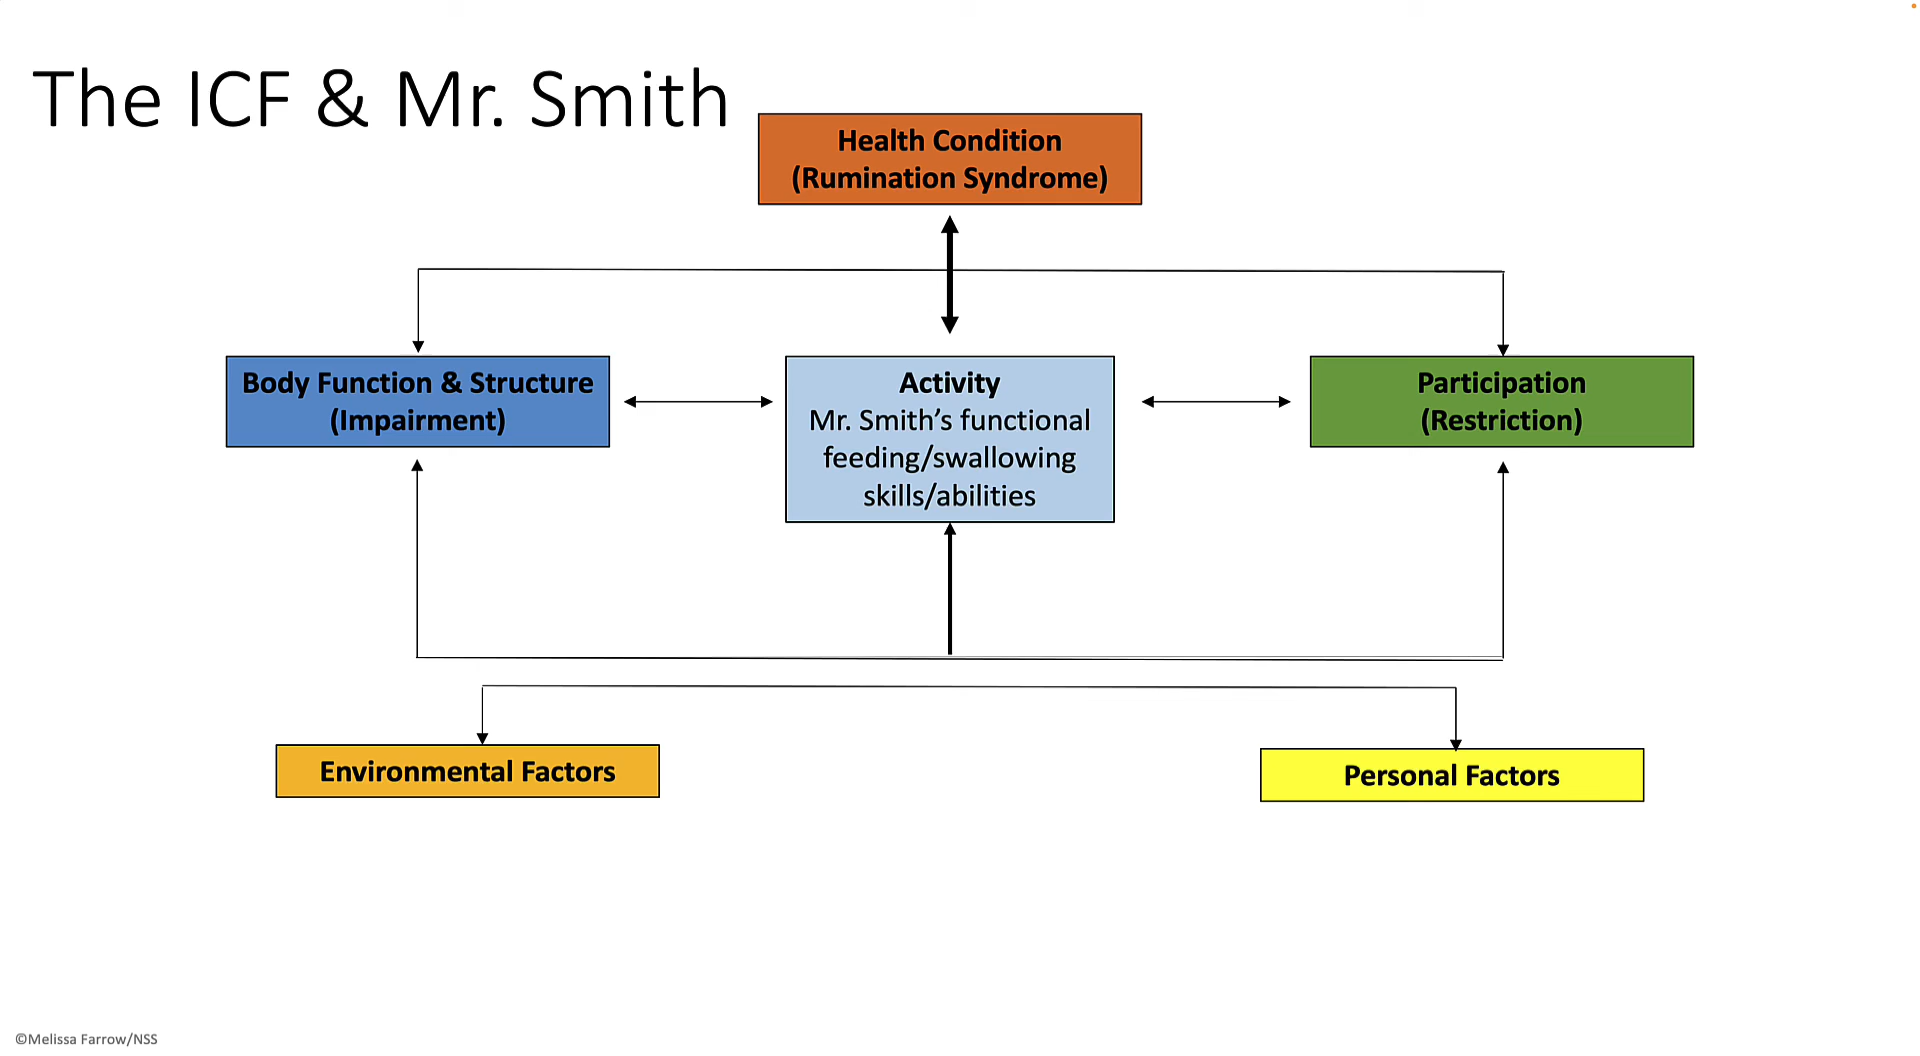 The ICF & Mr. Smith
Health Condition
(Rumination Syndrome)
Body Function & Structure
(Impairment)
Activity
Mr. Smith’s functional
feeding/swallowing
skills/abilities
Participation
(Restriction)
Environmental Factors
Personal Factors
©Melissa Farrow/NSS